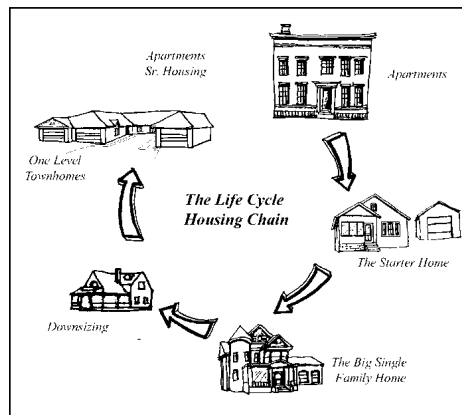 Apartments
Sr. Housing
Apartments
One Level
Townhomes
The Life Cycle
Housing Chain
The Starter Home
Downsizing
The Big Single
Family Home